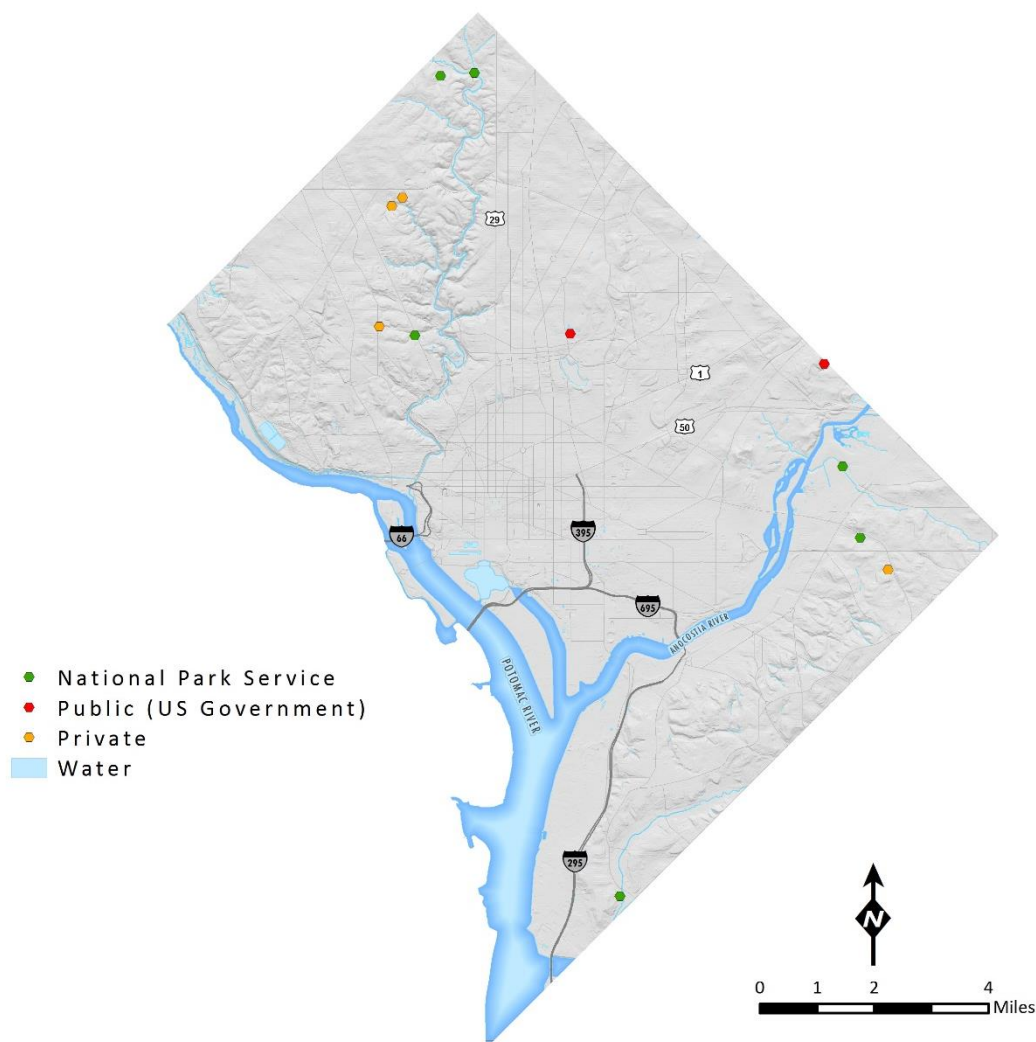 29
1
50
66
395
695
ANOCOSTIA RIVER
POTOMAC RIVER
National Park Service
Public (US Government)
Private
Water
295
N
0 1 2 4
Miles